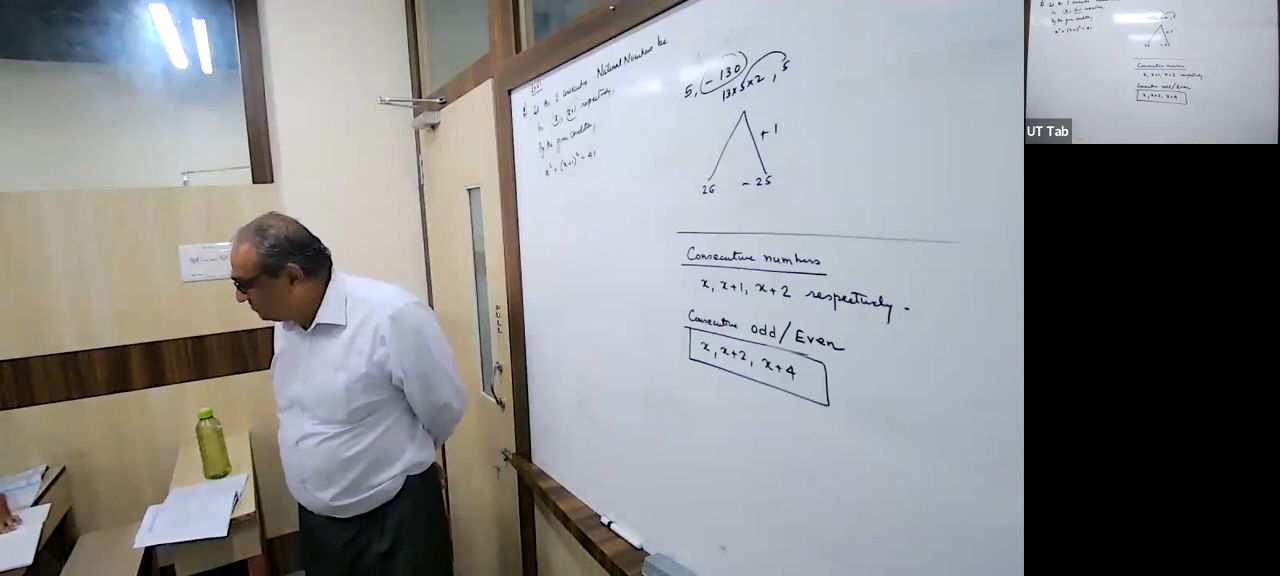 A) Let the 2 consecutive Natural Numbers be
be x, x+1 respectively,
By the given condition,
x² + (x+1)² = 41
5, -130, 5
13 x 5 x 2
+1
26 - 25
Consecutive numbers
x, x+1, x+2 respectively.
Consecutive odd/Even
x, x+2, x+4
PULL
UT Tab